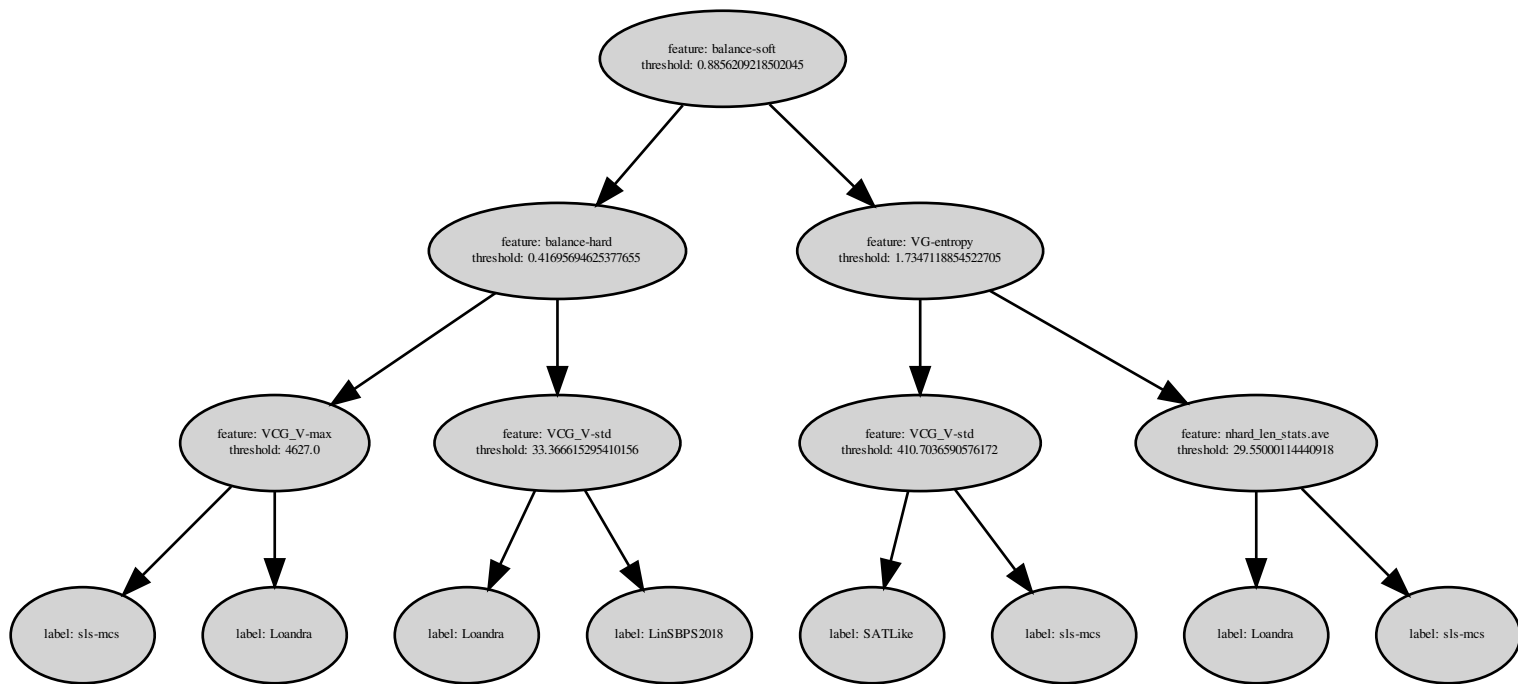 feature: balance-soft
threshold: 0.8856209218502045
feature: balance-hard
threshold: 0.41695694625377655
feature: VG-entropy
threshold: 1.7347118854522705
feature: VCG_V-max
threshold: 4627.0
feature: VCG_V-std
threshold: 33.366615295410156
feature: VCG_V-std
threshold: 410.7036590576172
feature: nhard_len_stats.ave
threshold: 29.55000114440918
label: sls-mcs
label: Loandra
label: Loandra
label: LinSBPS2018
label: SATLike
label: sls-mcs
label: Loandra
label: sls-mcs